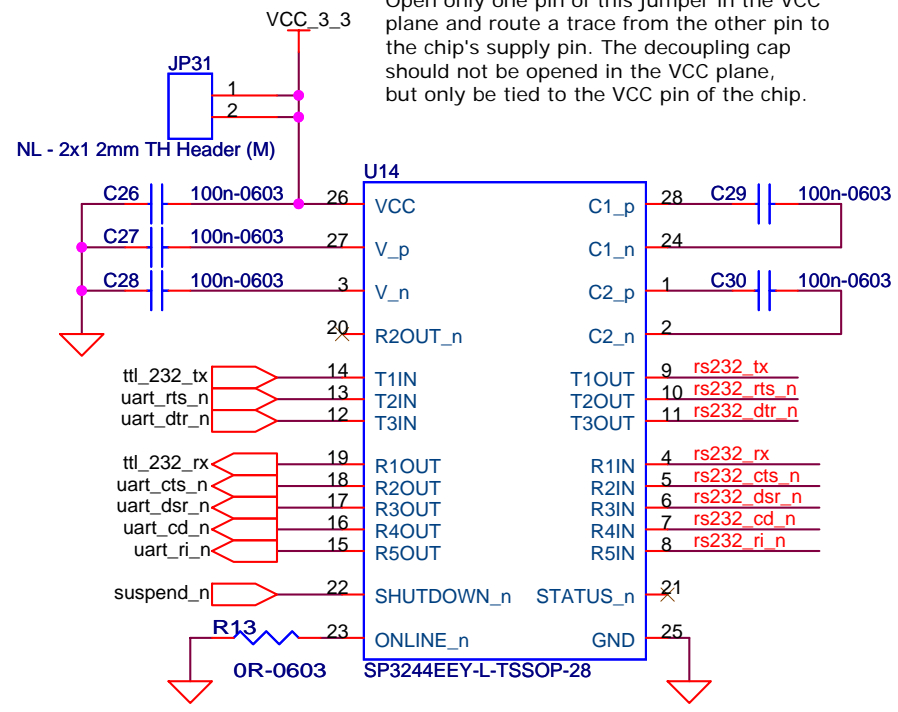 Open only one pin of this jumper in the VCC
plane and route a trace from the other pin to
the chip's supply pin. The decoupling cap
should not be opened in the VCC plane,
but only be tied to the VCC pin of the chip.
VCC_3_3
JP31
1
2
NL - 2x1 2mm TH Header (M)
U14
C26 100n-0603 26 VCC C1_p 28 C29 100n-0603
C27 100n-0603 27 V_p C1_n 24
C28 100n-0603 3 V_n C2_p 1 C30 100n-0603
20 R2OUT_n C2_n 2
ttl_232_tx 14 T1IN T1OUT 9 rs232_tx
uart_rts_n 13 T2IN T2OUT 10 rs232_rts_n
uart_dtr_n 12 T3IN T3OUT 11 rs232_dtr_n
ttl_232_rx 19 R1OUT R1IN 4 rs232_rx
uart_cts_n 18 R2OUT R2IN 5 rs232_cts_n
uart_dsr_n 17 R3OUT R3IN 6 rs232_dsr_n
uart_cd_n 16 R4OUT R4IN 7 rs232_cd_n
uart_ri_n 15 R5OUT R5IN 8 rs232_ri_n
suspend_n 22 SHUTDOWN_n STATUS_n 21
R13 23 ONLINE_n GND 25
0R-0603 SP3244EEY-L-TSSOP-28